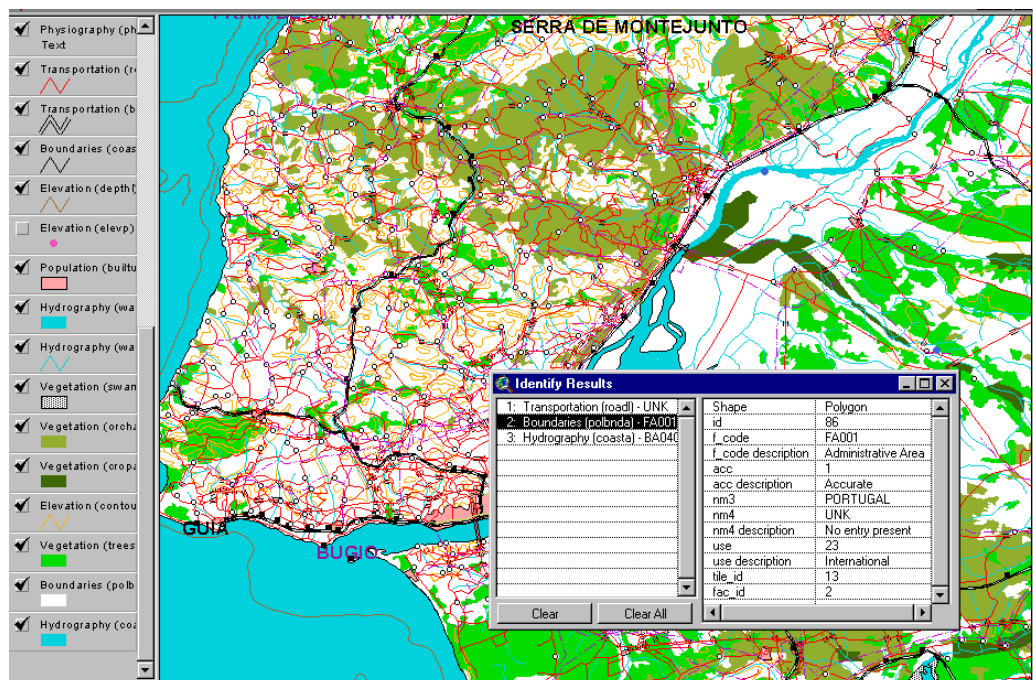 SERRA DE MONTEJUNTO
Physiography (ph
Text
Transportation (r
Transportation (b
Boundaries (coas
Elevation (depthl
Elevation (elevp)
Population (builtu
Hydrography (wa
Hydrography (wa
Vegetation (swan
Vegetation (orcha
Vegetation (cropa
Elevation (contou
Vegetation (trees
Boundaries (polb
Hydrography (coa
GUIA
BUGIO
Identify Results
1: Transportation (roadl) - UNK
2: Boundaries (polbnda) - FA001
3: Hydrography (coasta) - BA040
Clear
Clear All
Shape Polygon
id 86
f_code FA001
f_code description Administrative Area
acc 1
acc description Accurate
nm3 PORTUGAL
nm4 UNK
nm4 description No entry present
use 23
use description International
tile_id 13
fac_id 2